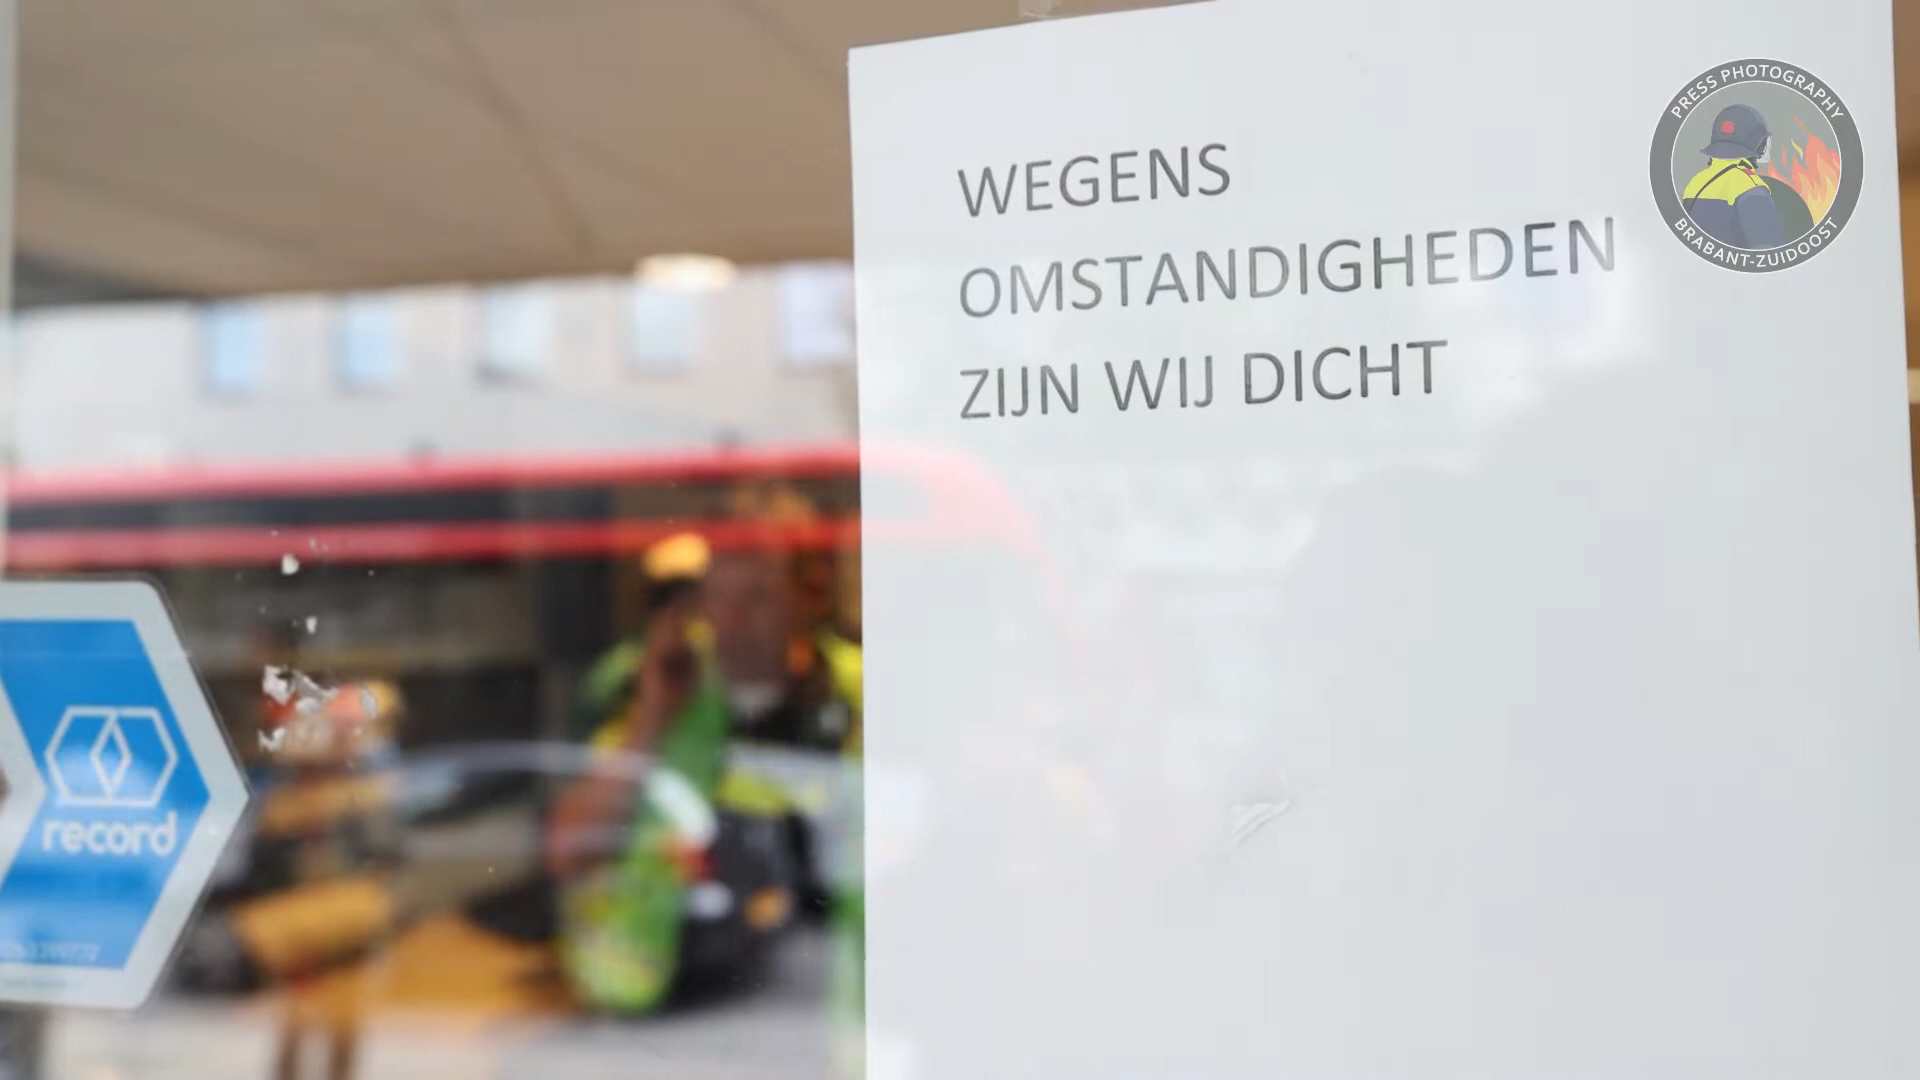 WEGENS
OMSTANDIGHEDEN
ZIJN WIJ DICHT
PRESS PHOTOGRAPHY
BRABANT-ZUIDOOST
record